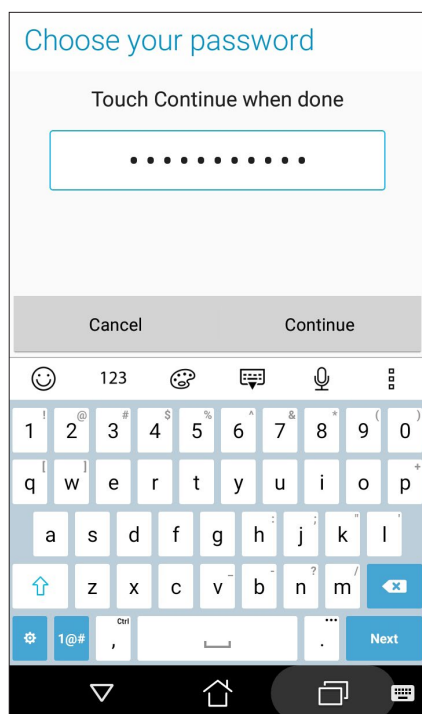 Choose your password
Touch Continue when done
•••••••••••
Cancel Continue
123
1 ! 2 @ 3 # 4 $ 5 % 6 ^ 7 & 8 * 9 ( 0 )
q [ w ] e r t y u i o p +
a s d f g h : j ; k " l '
z x c v _ b - n ? m /
1@# , Ctrl . ••• Next